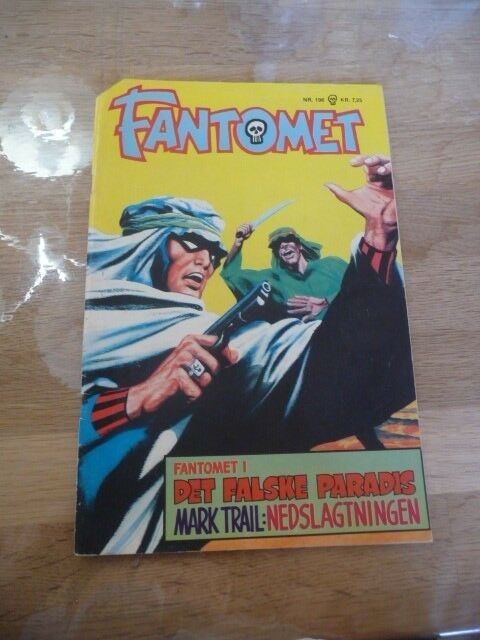 NR. 198 KR. 7,25
FANTOMET
FANTOMET I
DET FALSKE PARADIS
MARK TRAIL: NEDSLAGTNINGEN